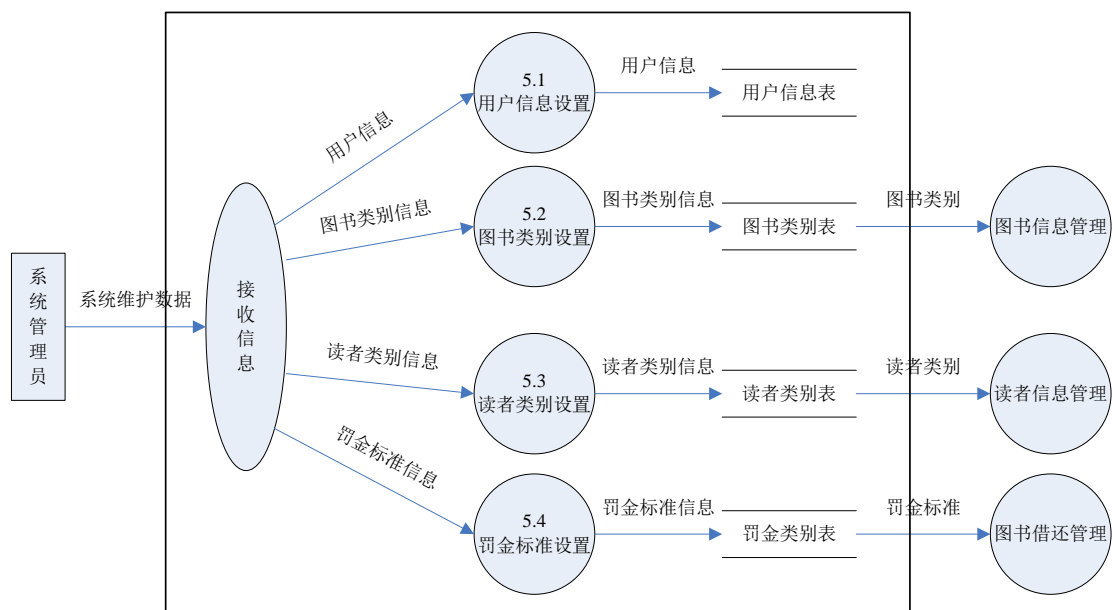 系统管理员
系统维护数据
接收信息
用户信息
5.1
用户信息设置
用户信息
用户信息表
图书类别信息
5.2
图书类别设置
图书类别信息
图书类别表
图书类别
图书信息管理
读者类别信息
5.3
读者类别设置
读者类别信息
读者类别表
读者类别
读者信息管理
罚金标准信息
5.4
罚金标准设置
罚金标准信息
罚金类别表
罚金标准
图书借还管理